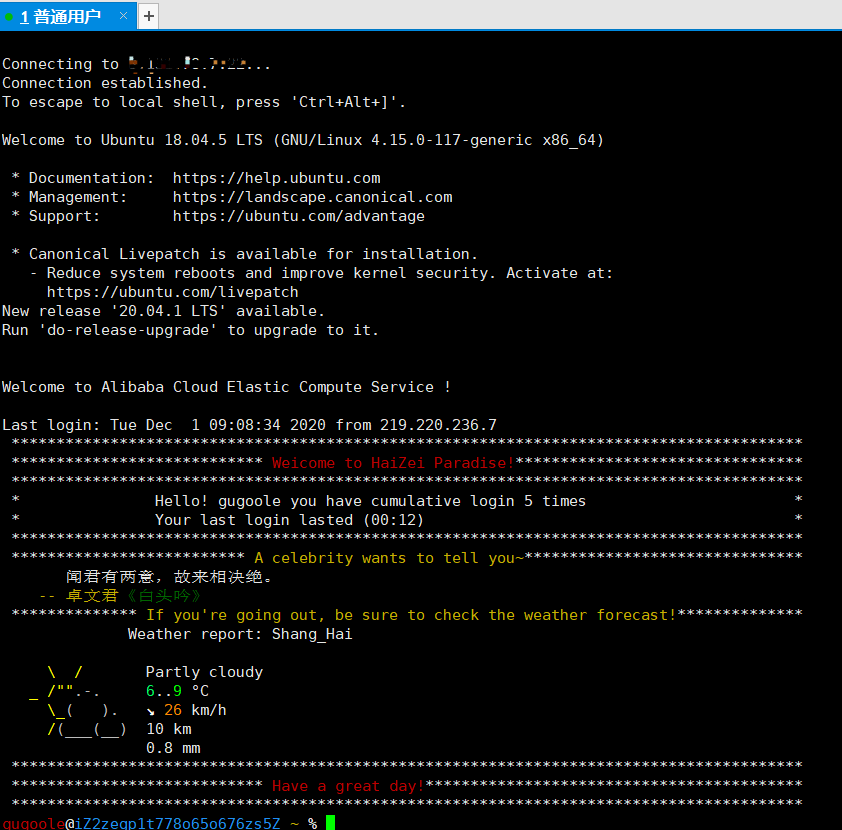 1 普通用户 × +
Connecting to
Connection established.
To escape to local shell, press 'Ctrl+Alt+]'.
Welcome to Ubuntu 18.04.5 LTS (GNU/Linux 4.15.0-117-generic x86_64)
* Documentation:  https://help.ubuntu.com
* Management:     https://landscape.canonical.com
* Support:        https://ubuntu.com/advantage
* Canonical Livepatch is available for installation.
- Reduce system reboots and improve kernel security. Activate at:
https://ubuntu.com/livepatch
New release '20.04.1 LTS' available.
Run 'do-release-upgrade' to upgrade to it.
Welcome to Alibaba Cloud Elastic Compute Service !
Last login: Tue Dec  1 09:08:34 2020 from 219.220.236.7
****************************************************************************************
**************************** Weicome to HaiZei Paradise!********************************
****************************************************************************************
*               Hello! gugoole you have cumulative login 5 times                       *
*               Your last login lasted (00:12)                                         *
****************************************************************************************
************************** A celebrity wants to tell you~*******************************
闻君有两意，故来相决绝。
-- 卓文君《白头吟》
************** If you're going out, be sure to check the weather forecast!**************
Weather report: Shang_Hai
\  /       Partly cloudy
_ /"".-.     6..9 °C
\_(   ).   ↘ 26 km/h
/(___(__)  10 km
0.8 mm
****************************************************************************************
**************************** Have a great day!******************************************
****************************************************************************************
gugoole@iZ2zegp1t778o65o676zs5Z ~ %